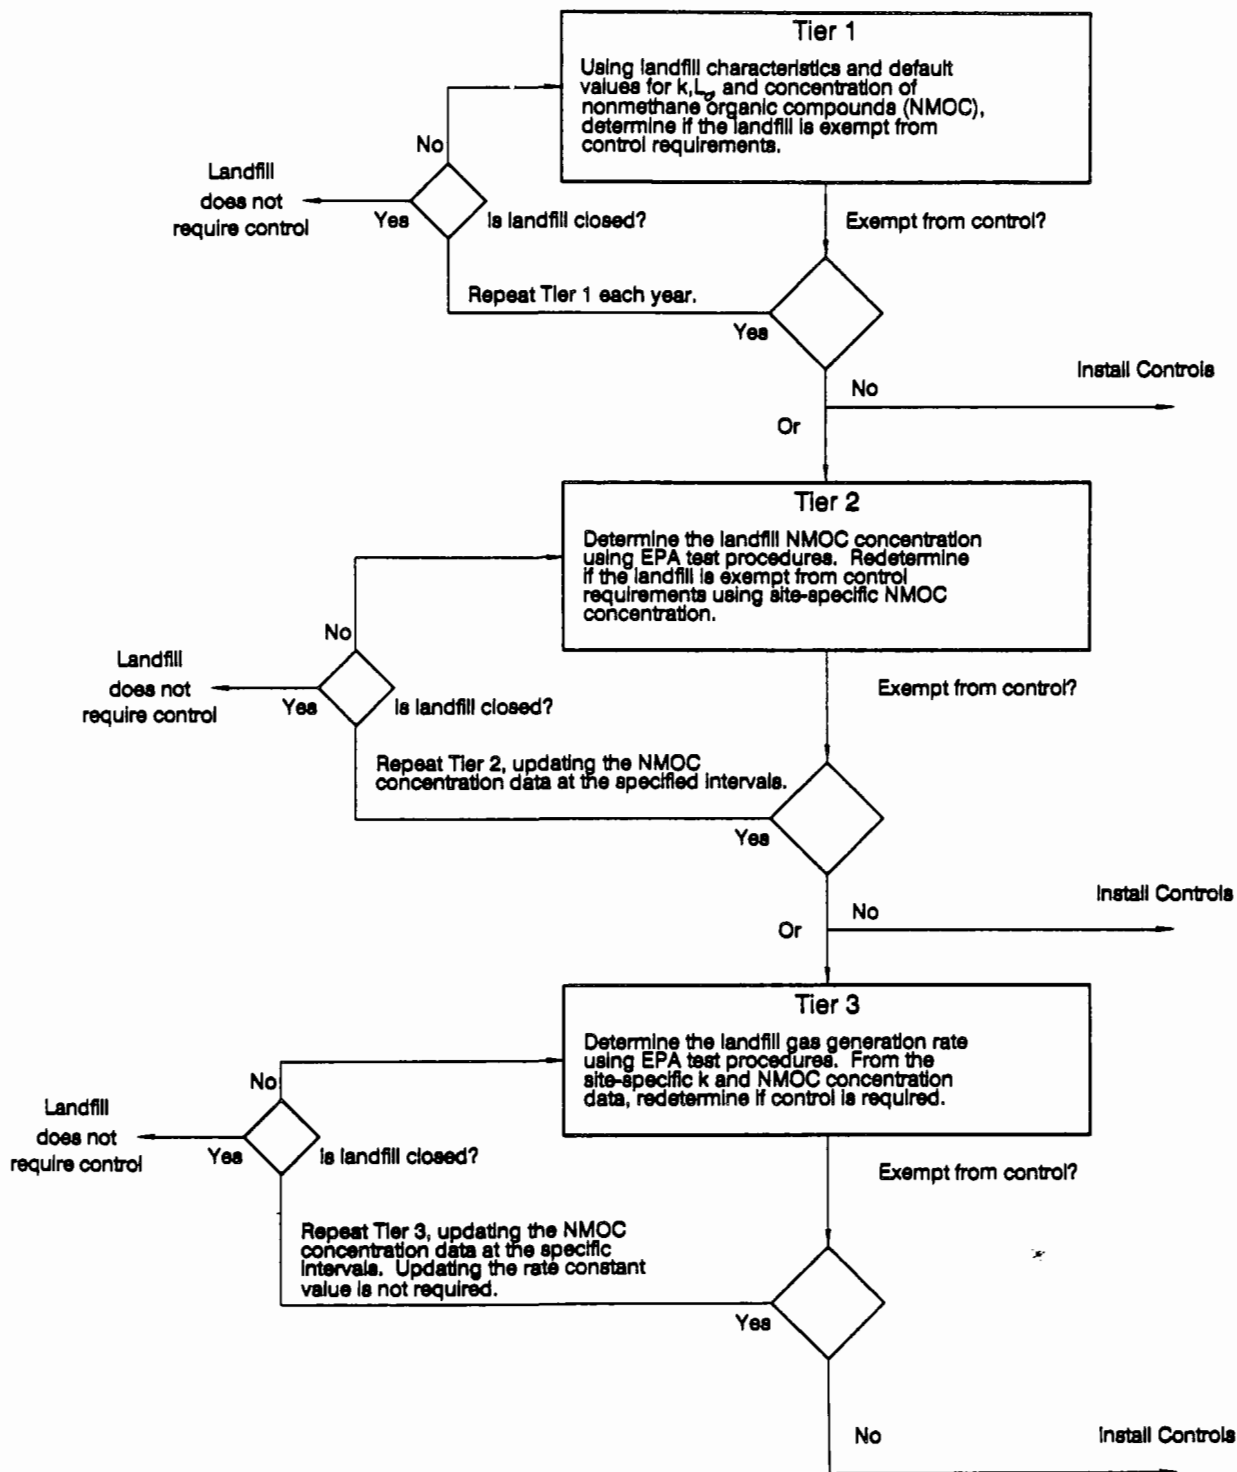 Tier 1
Using landfill characteristics and default
values for k,Lo, and concentration of
nonmethane organic compounds (NMOC),
determine if the landfill is exempt from
control requirements.
No
Landfill
does not
require control
Yes
Is landfill closed?
Exempt from control?
Repeat Tier 1 each year.
Yes
No
Install Controls
Or
Tier 2
Determine the landfill NMOC concentration
using EPA test procedures. Redetermine
if the landfill is exempt from control
requirements using site-specific NMOC
concentration.
No
Landfill
does not
require control
Yes
Is landfill closed?
Exempt from control?
Repeat Tier 2, updating the NMOC
concentration data at the specified intervals.
Yes
No
Install Controls
Or
Tier 3
Determine the landfill gas generation rate
using EPA test procedures. From the
site-specific k and NMOC concentration
data, redetermine if control is required.
No
Landfill
does not
require control
Yes
Is landfill closed?
Exempt from control?
Repeat Tier 3, updating the NMOC
concentration data at the specific
intervals. Updating the rate constant
value is not required.
Yes
No
Install Controls